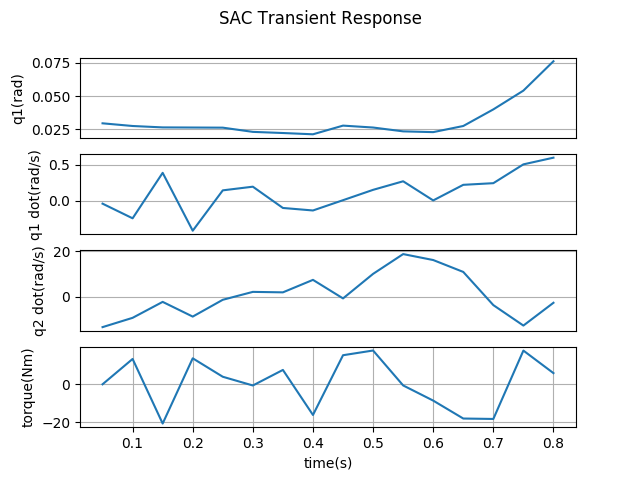 SAC Transient Response
0.075
0.050
0.025
q1(rad)
0.5
0.0
q1 dot(rad/s)
20
0
q2 dot(rad/s)
0
−20
torque(Nm)
0.1 0.2 0.3 0.4 0.5 0.6 0.7 0.8
time(s)